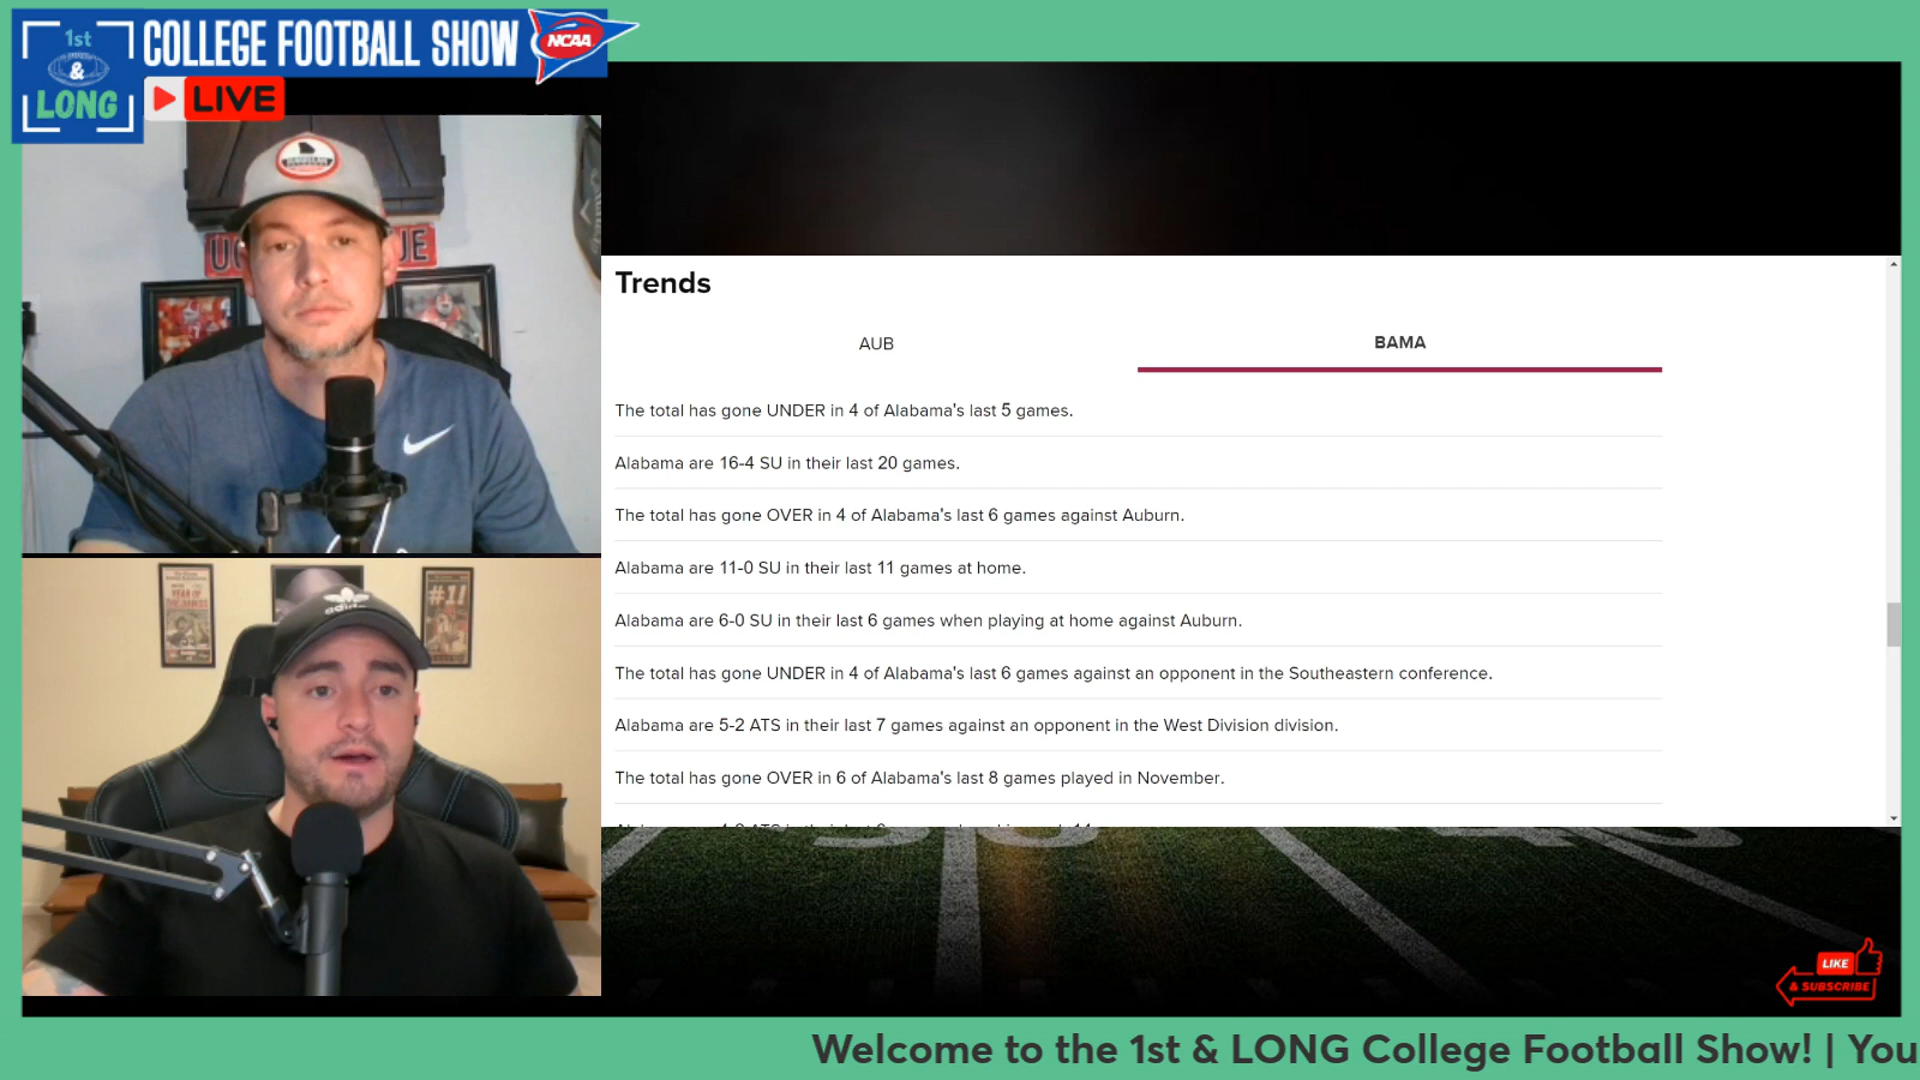 1st
&
LONG
COLLEGE FOOTBALL SHOW
NCAA
LIVE
adidas
#1!
Trends
AUB
BAMA
The total has gone UNDER in 4 of Alabama's last 5 games.
Alabama are 16-4 SU in their last 20 games.
The total has gone OVER in 4 of Alabama's last 6 games against Auburn.
Alabama are 11-0 SU in their last 11 games at home.
Alabama are 6-0 SU in their last 6 games when playing at home against Auburn.
The total has gone UNDER in 4 of Alabama's last 6 games against an opponent in the Southeastern conference.
Alabama are 5-2 ATS in their last 7 games against an opponent in the West Division division.
The total has gone OVER in 6 of Alabama's last 8 games played in November.
LIKE
& SUBSCRIBE
Welcome to the 1st & LONG College Football Show! | You